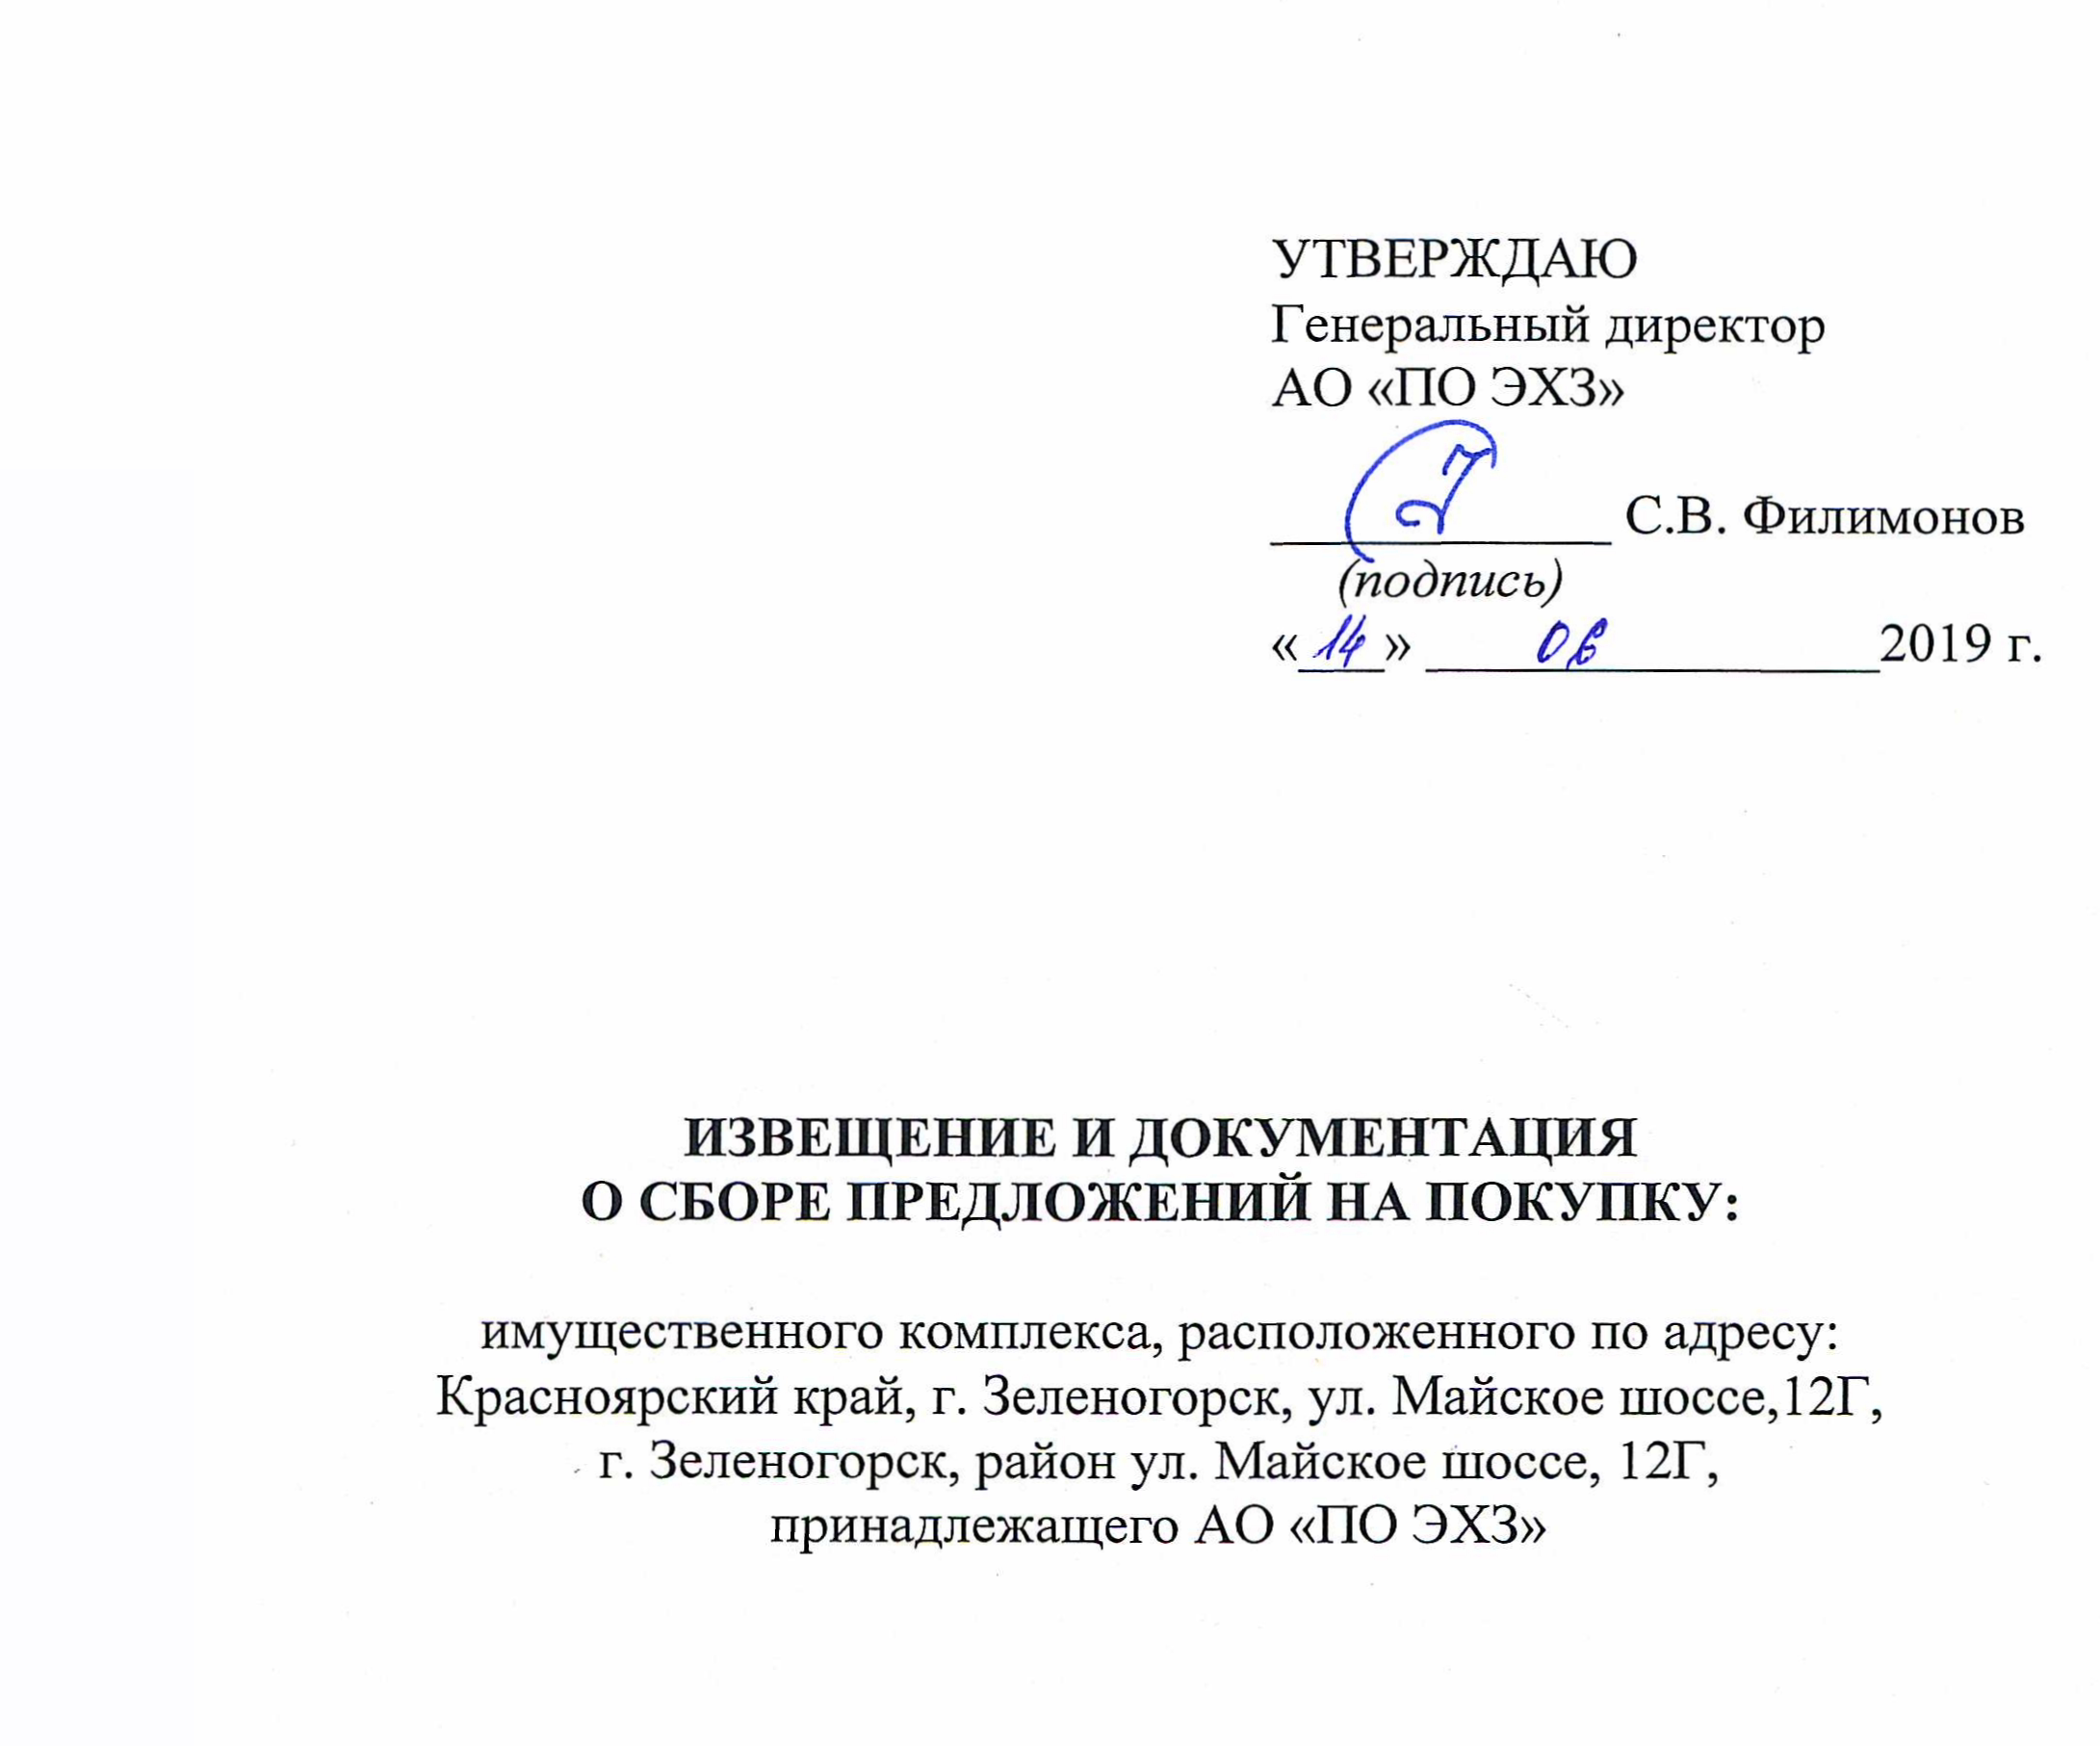 УТВЕРЖДАЮ
Генеральный директор
АО «ПО ЭХЗ»
С.В. Филимонов
(подпись)
«14» 06 2019 г.
ИЗВЕЩЕНИЕ И ДОКУМЕНТАЦИЯ
О СБОРЕ ПРЕДЛОЖЕНИЙ НА ПОКУПКУ:
имущественного комплекса, расположенного по адресу:
Красноярский край, г. Зеленогорск, ул. Майское шоссе,12Г,
г. Зеленогорск, район ул. Майское шоссе, 12Г,
принадлежащего АО «ПО ЭХЗ»